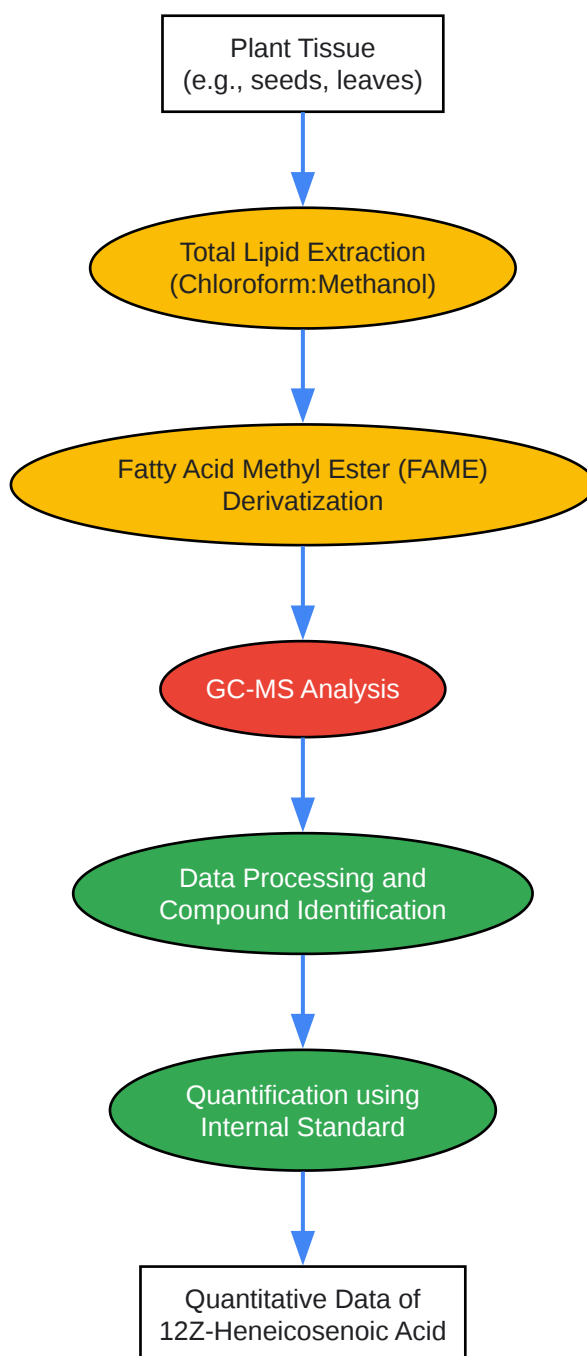 Plant Tissue
(e.g., seeds, leaves)
Total Lipid Extraction
(Chloroform:Methanol)
Fatty Acid Methyl Ester (FAME)
Derivatization
GC-MS Analysis
Data Processing and
Compound Identification
Quantification using
Internal Standard
Quantitative Data of
12Z-Heneicosenoic Acid